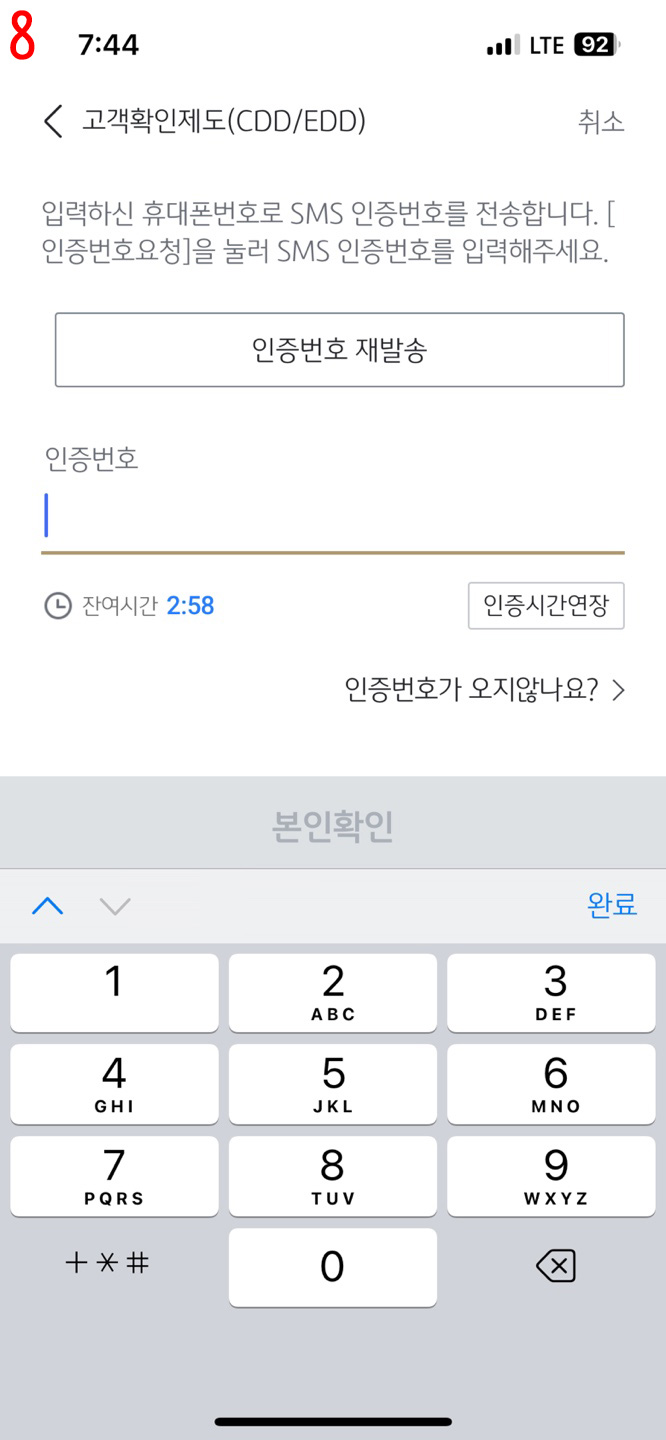 8
7:44
LTE 92
고객확인제도(CDD/EDD)
취소
입력하신 휴대폰번호로 SMS 인증번호를 전송합니다. [
인증번호요청]을 눌러 SMS 인증번호를 입력해주세요.
인증번호 재발송
인증번호
잔여시간 2:58
인증시간연장
인증번호가 오지않나요? >
본인확인
완료
1
2
ABC
3
DEF
4
GHI
5
JKL
6
MNO
7
PQRS
8
TUV
9
WXYZ
+*#
0